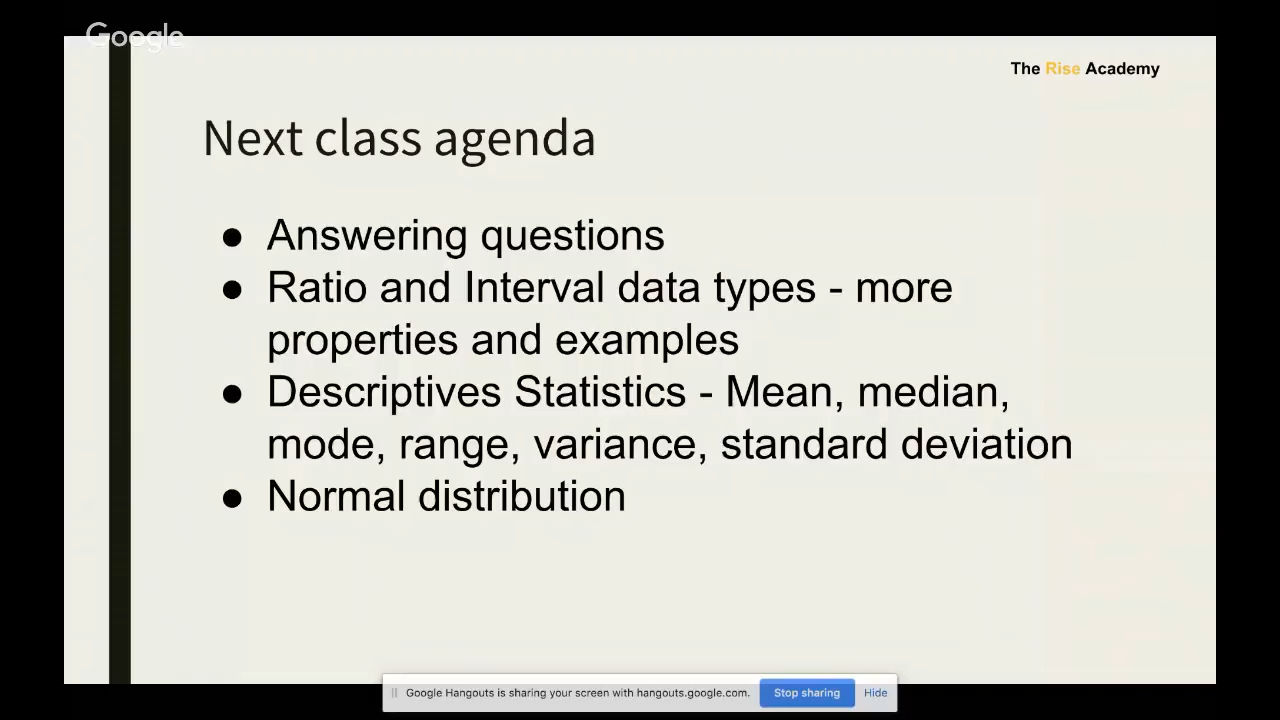 Google
The Rise Academy
Next class agenda
● Answering questions
● Ratio and Interval data types - more
properties and examples
● Descriptives Statistics - Mean, median,
mode, range, variance, standard deviation
● Normal distribution
Google Hangouts is sharing your screen with hangouts.google.com. Stop sharing Hide